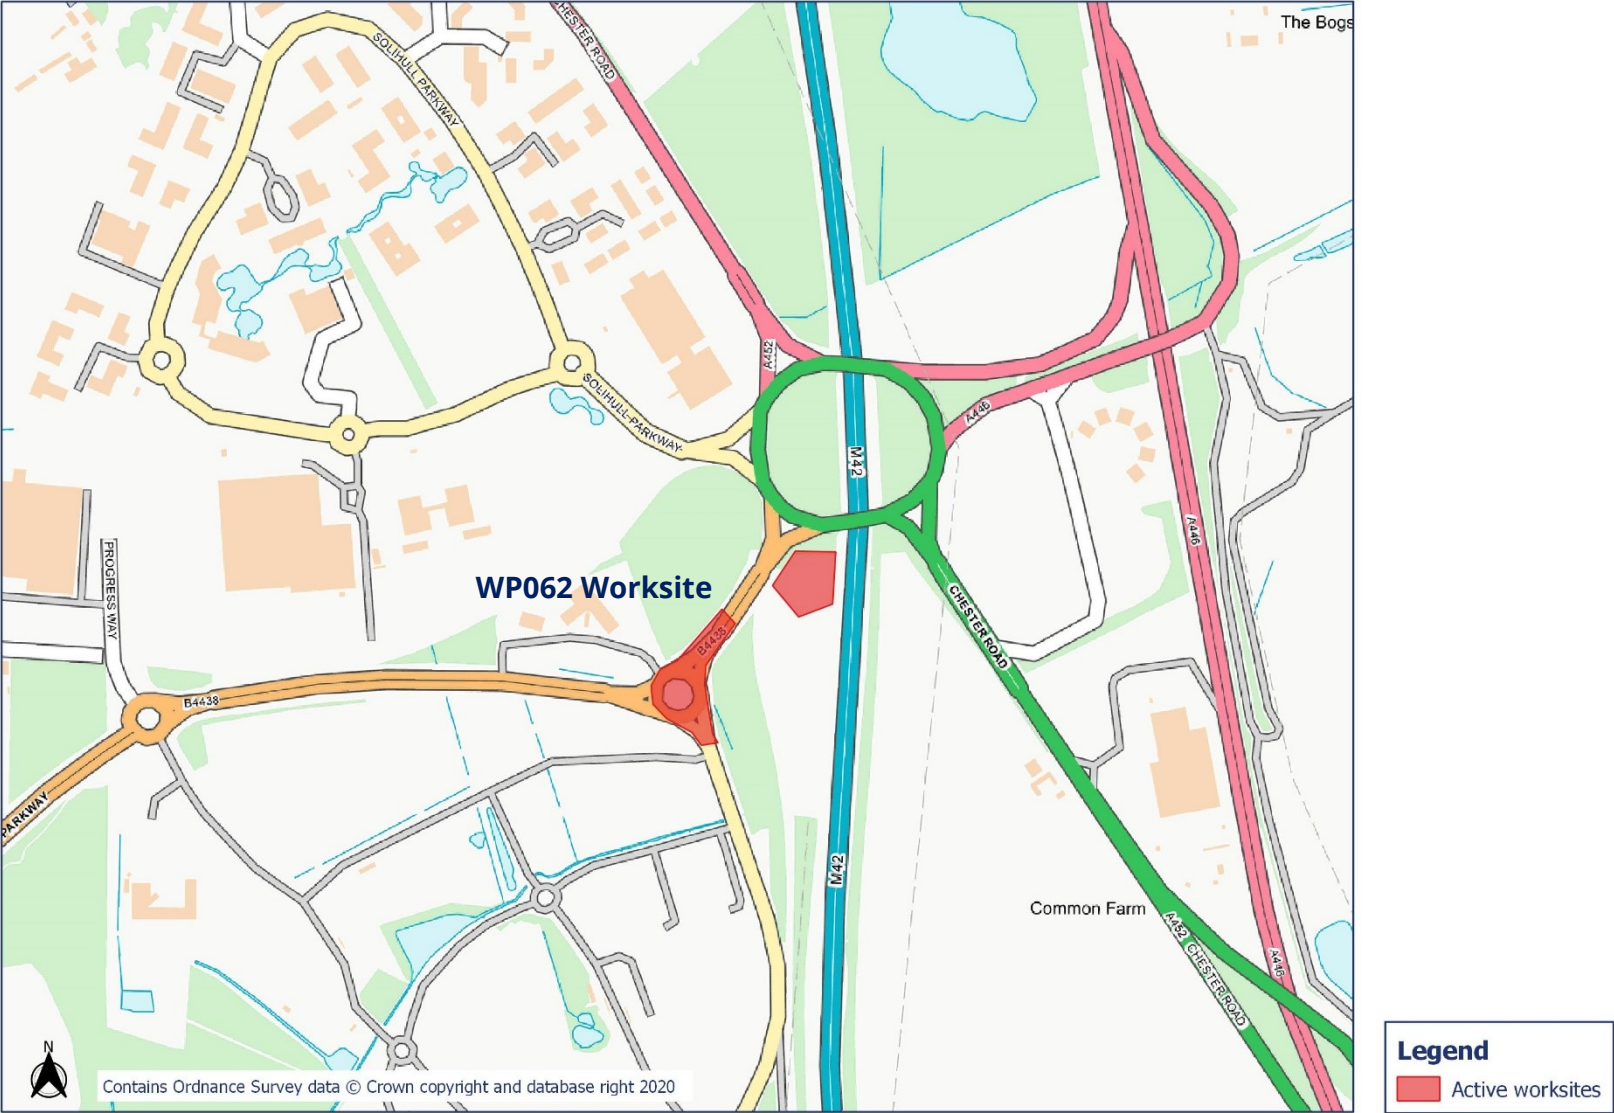 The Bogs
CHESTER ROAD
SOLIHULL PARKWAY
A452
SOLIHULL PARKWAY
A446
M42
A446
PROGRESS WAY
WP062 Worksite
CHESTER ROAD
B4438
B4438
PARKWAY
M42
Common Farm
A452 CHESTER ROAD
A446
N
Contains Ordnance Survey data © Crown copyright and database right 2020
Legend
Active worksites